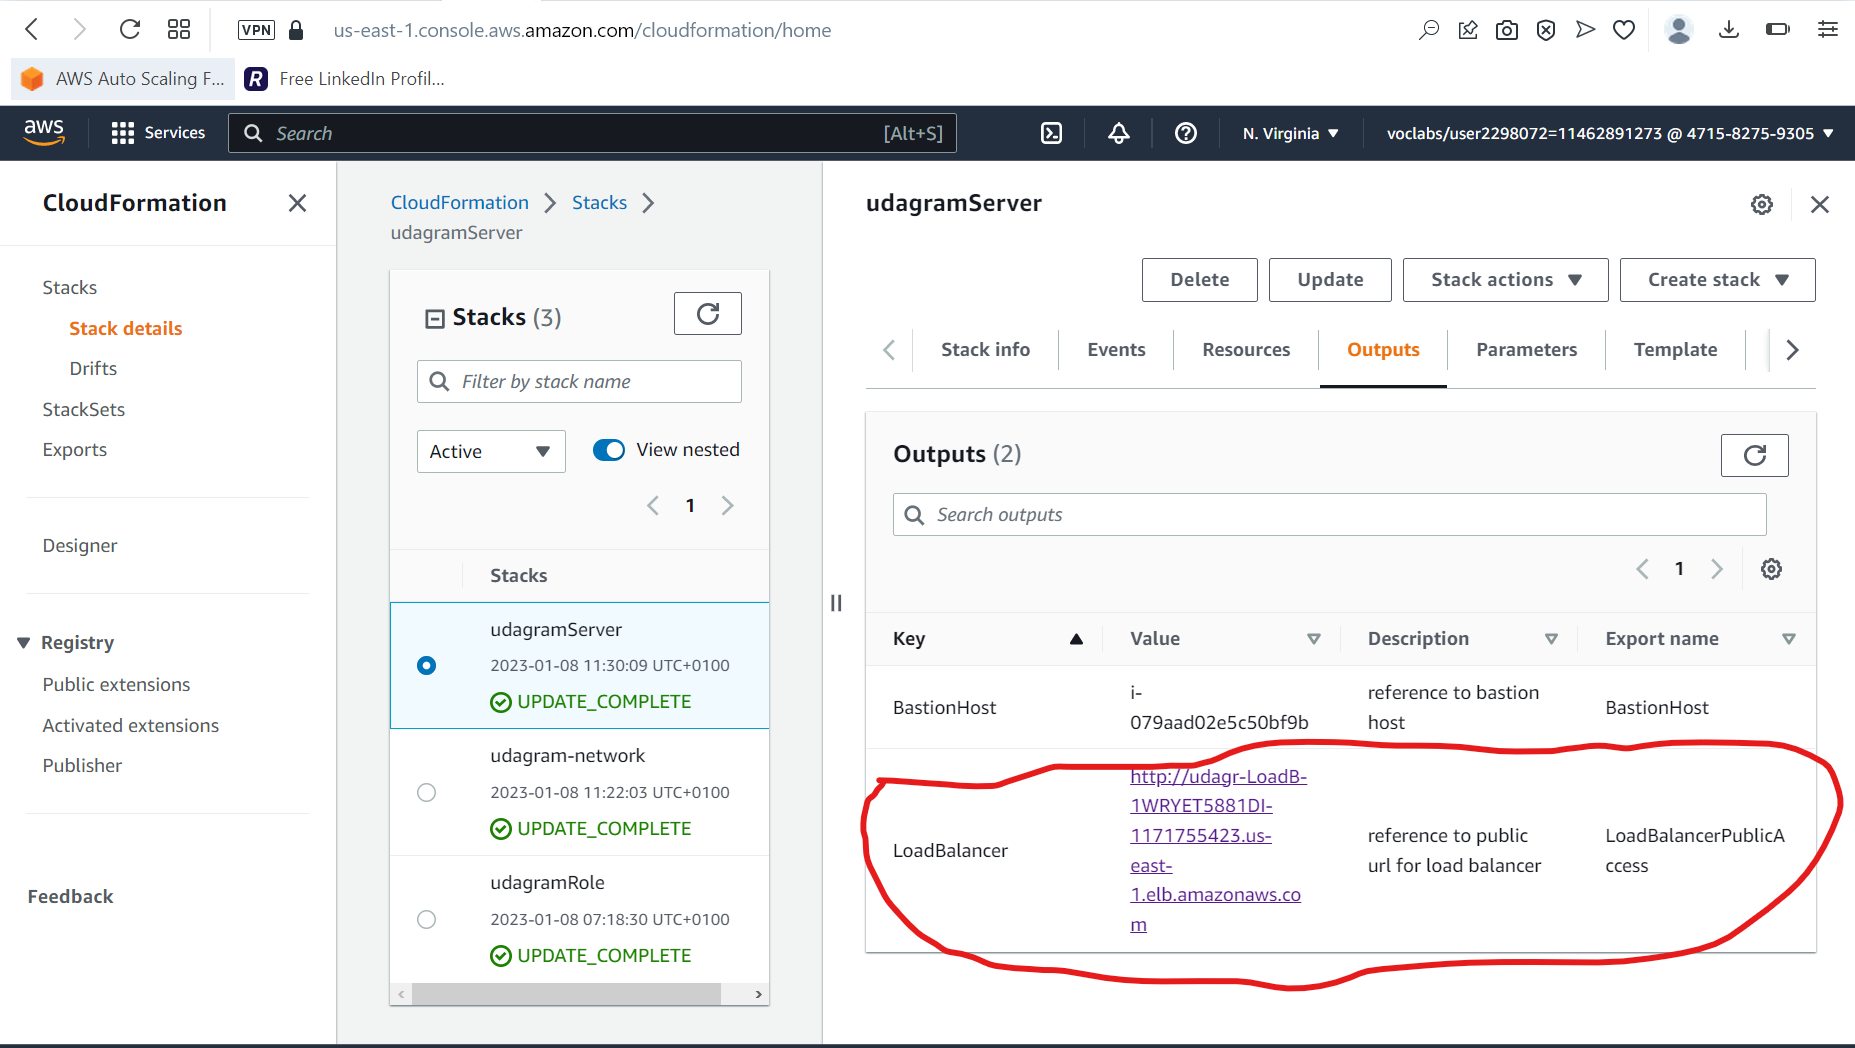 VPN
us-east-1.console.aws.amazon.com/cloudformation/home
AWS Auto Scaling F...
R
Free LinkedIn Profil...
aws
Services
Search
[Alt+S]
N. Virginia
voclabs/user2298072=11462891273 @ 4715-8275-9305
CloudFormation
Stacks
Stack details
Drifts
StackSets
Exports
Designer
Registry
Public extensions
Activated extensions
Publisher
Feedback
CloudFormation
Stacks
udagramServer
Stacks (3)
Filter by stack name
Active
View nested
1
Stacks
udagramServer
2023-01-08 11:30:09 UTC+0100
UPDATE_COMPLETE
udagram-network
2023-01-08 11:22:03 UTC+0100
UPDATE_COMPLETE
udagramRole
2023-01-08 07:18:30 UTC+0100
UPDATE_COMPLETE
udagramServer
Delete
Update
Stack actions
Create stack
Stack info
Events
Resources
Outputs
Parameters
Template
Outputs (2)
Search outputs
1
Key
Value
Description
Export name
BastionHost
i-
079aad02e5c50bf9b
reference to bastion
host
BastionHost
LoadBalancer
http://udagr-LoadB-
1WRYET5881DI-
1171755423.us-
east-
1.elb.amazonaws.co
m
reference to public
url for load balancer
LoadBalancerPublicA
ccess